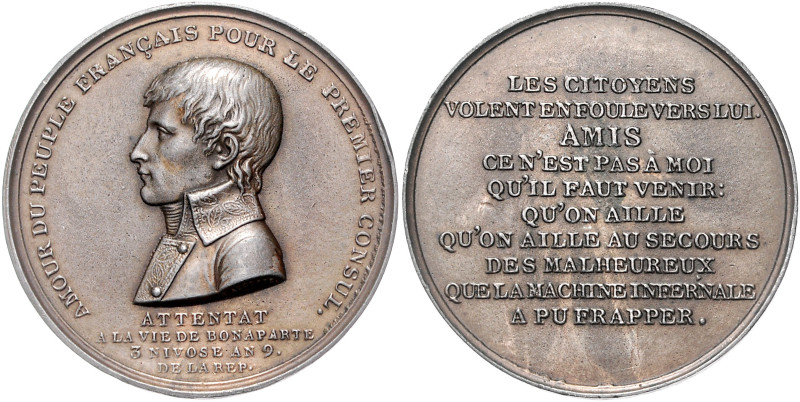 AMOUR DU PEUPLE FRANÇAIS POUR LE PREMIER CONSUL.
ATTENTAT
A LA VIE DE BONAPARTE
3 NIVOSE AN 9.
DE LA REP.
LES CITOYENS
VOLENT EN FOULE VERS LUI.
AMIS
CE N'EST PAS À MOI
QU'IL FAUT VENIR:
QU'ON AILLE
QU'ON AILLE AU SECOURS
DES MALHEUREUX
QUE LA MACHINE INFERNALE
A PU FRAPPER.